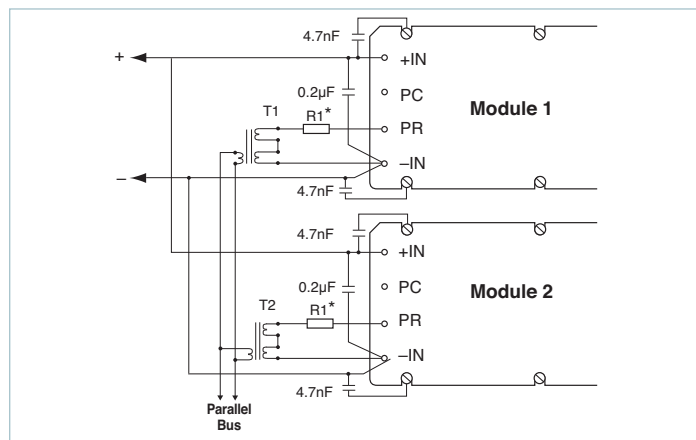 4.7nF
+
+IN
0.2µF
PC
Module 1
T1
R1*
PR
–IN
–
4.7nF
4.7nF
+IN
0.2µF
PC
Module 2
T2
R1*
PR
–IN
4.7nF
Parallel
Bus